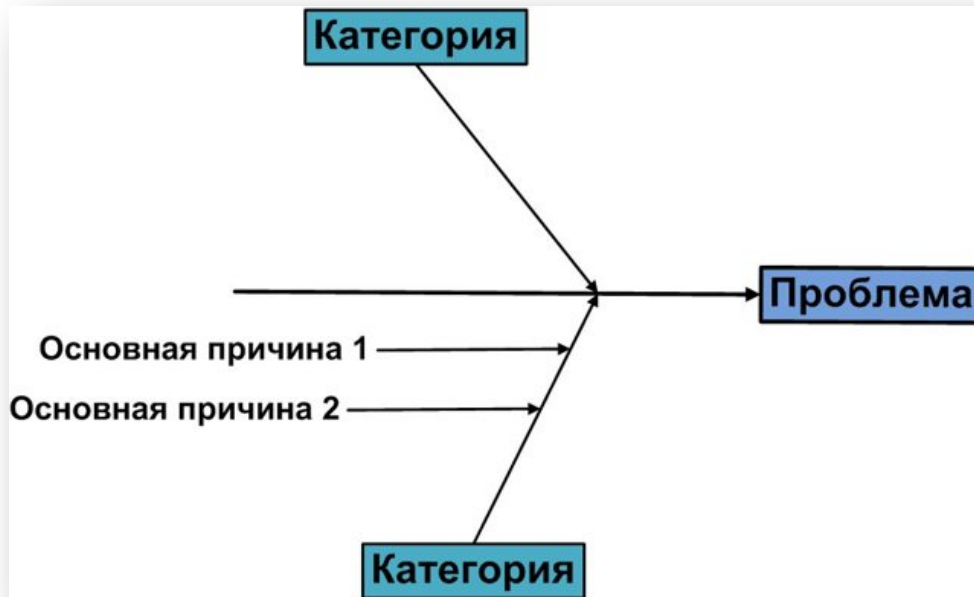 Категория
Проблема
Основная причина 1
Основная причина 2
Категория